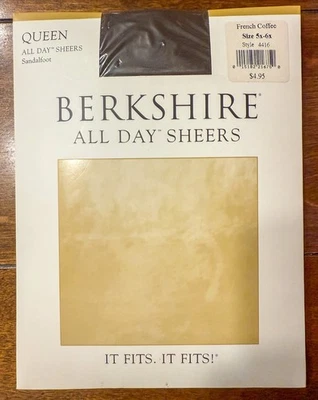 QUEEN
ALL DAY™ SHEERS
Sandalfoot
French Coffee
Size 5x-6x
Style 4416
$4.95
BERKSHIRE®
ALL DAY™ SHEERS
IT FITS. IT FITS!®